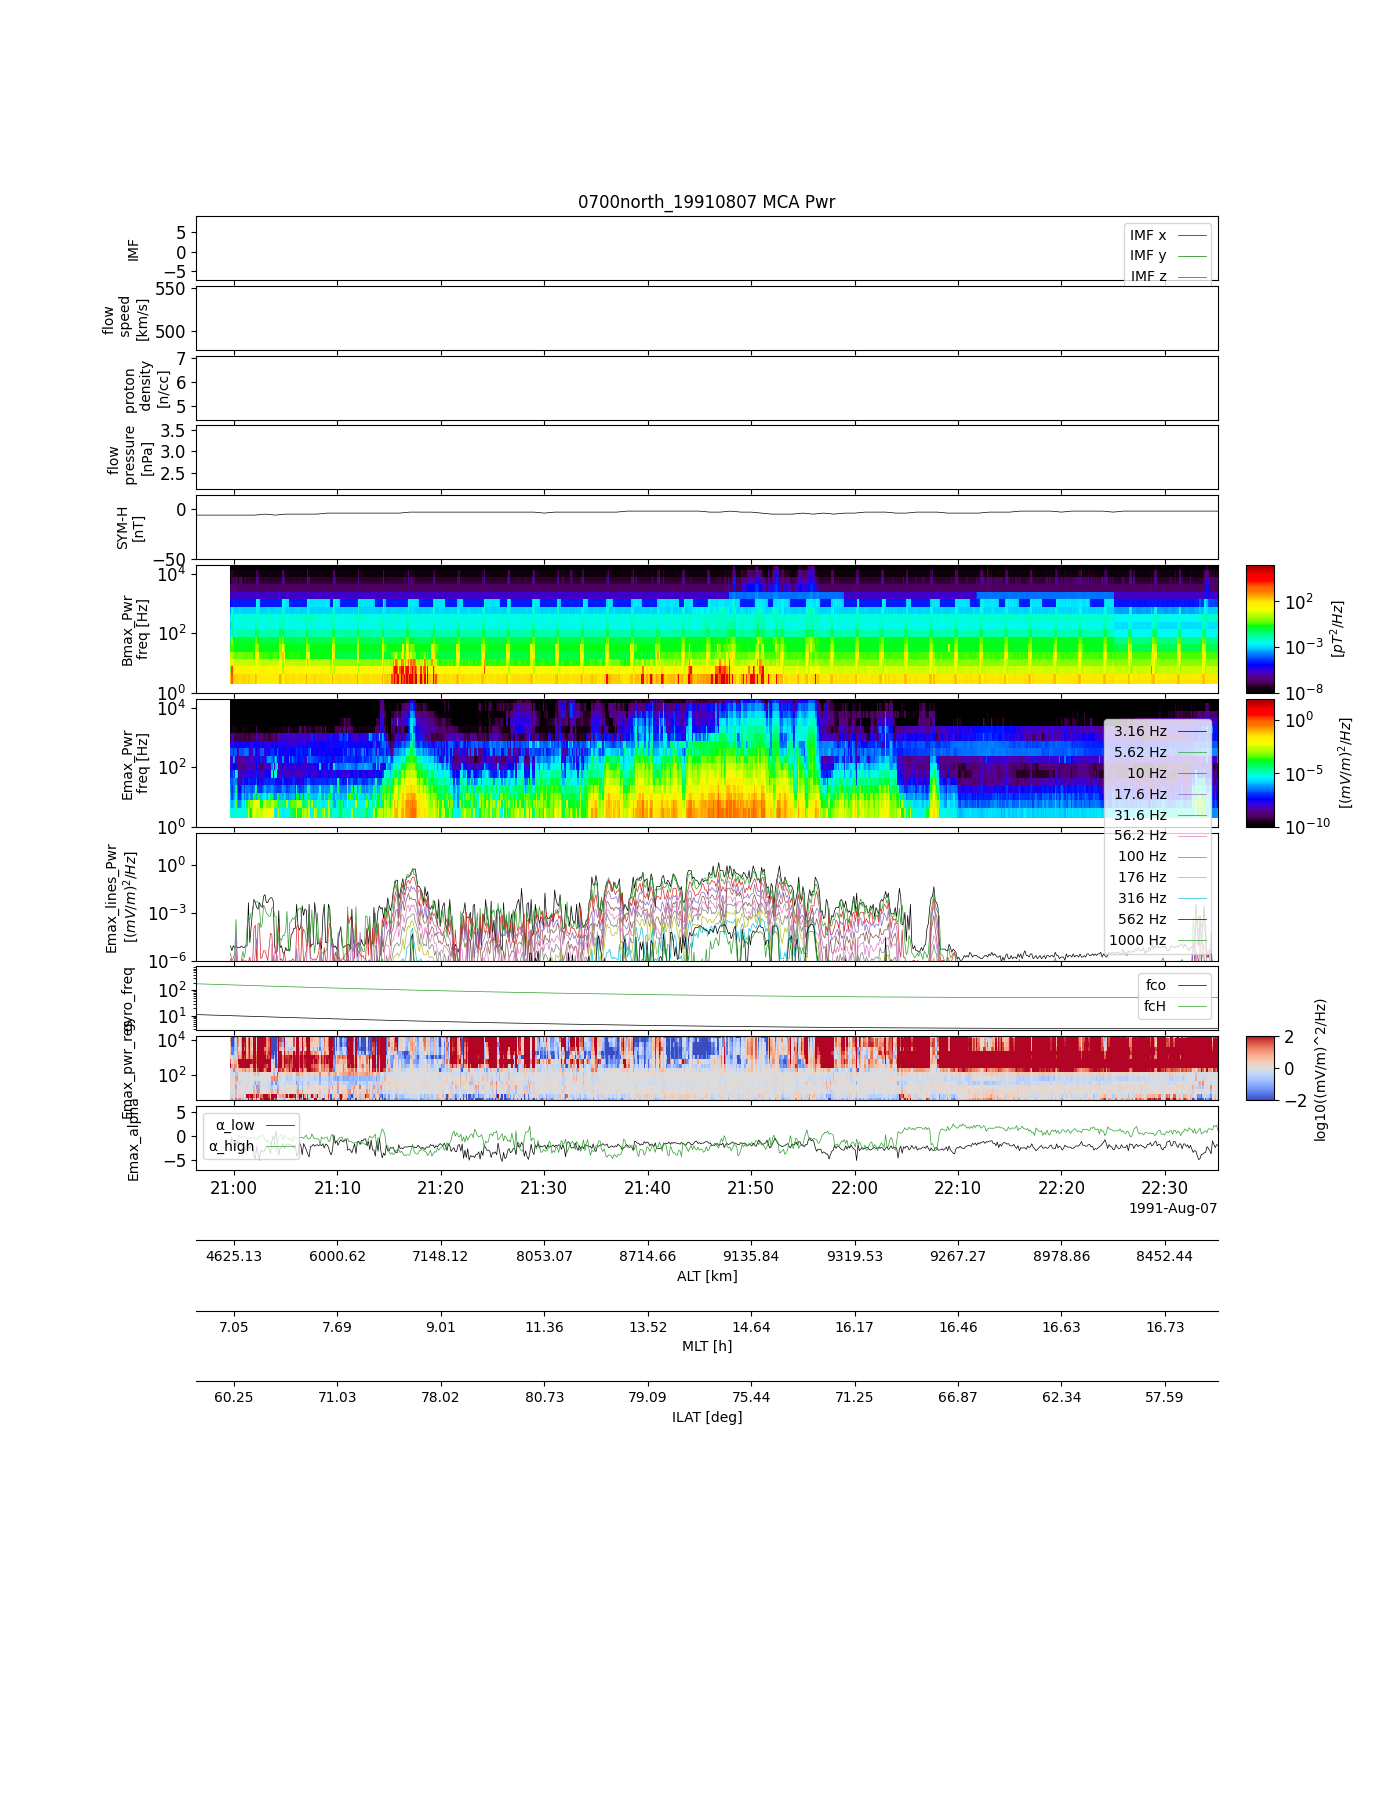 0700north_19910807 MCA Pwr
IMF
5
0
−5
IMF x
IMF y
IMF z
flow
speed
[km/s]
550
500
proton
density
[n/cc]
7
6
5
flow
pressure
[nPa]
3.5
3.0
2.5
SYM-H
[nT]
0
−50
Bmax_Pwr
freq [Hz]
10^4
10^2
10^0
10^2
10^-3
10^-8
[pT^2/Hz]
Emax_Pwr
freq [Hz]
10^4
10^2
10^0
10^0
10^-5
10^-10
[(mV/m)^2/Hz]
3.16 Hz
5.62 Hz
10 Hz
17.6 Hz
31.6 Hz
56.2 Hz
100 Hz
176 Hz
316 Hz
562 Hz
1000 Hz
Emax_lines_Pwr
[(mV/m)^2/Hz]
10^0
10^-3
10^-6
gyro_freq
10^2
10^1
fco
fcH
Emax_pwr_reg
10^4
10^2
2
0
−2
log10((mV/m)^2/Hz)
Emax_alpha
5
0
−5
α_low
α_high
21:00 21:10 21:20 21:30 21:40 21:50 22:00 22:10 22:20 22:30
1991-Aug-07
4625.13 6000.62 7148.12 8053.07 8714.66 9135.84 9319.53 9267.27 8978.86 8452.44
ALT [km]
7.05 7.69 9.01 11.36 13.52 14.64 16.17 16.46 16.63 16.73
MLT [h]
60.25 71.03 78.02 80.73 79.09 75.44 71.25 66.87 62.34 57.59
ILAT [deg]